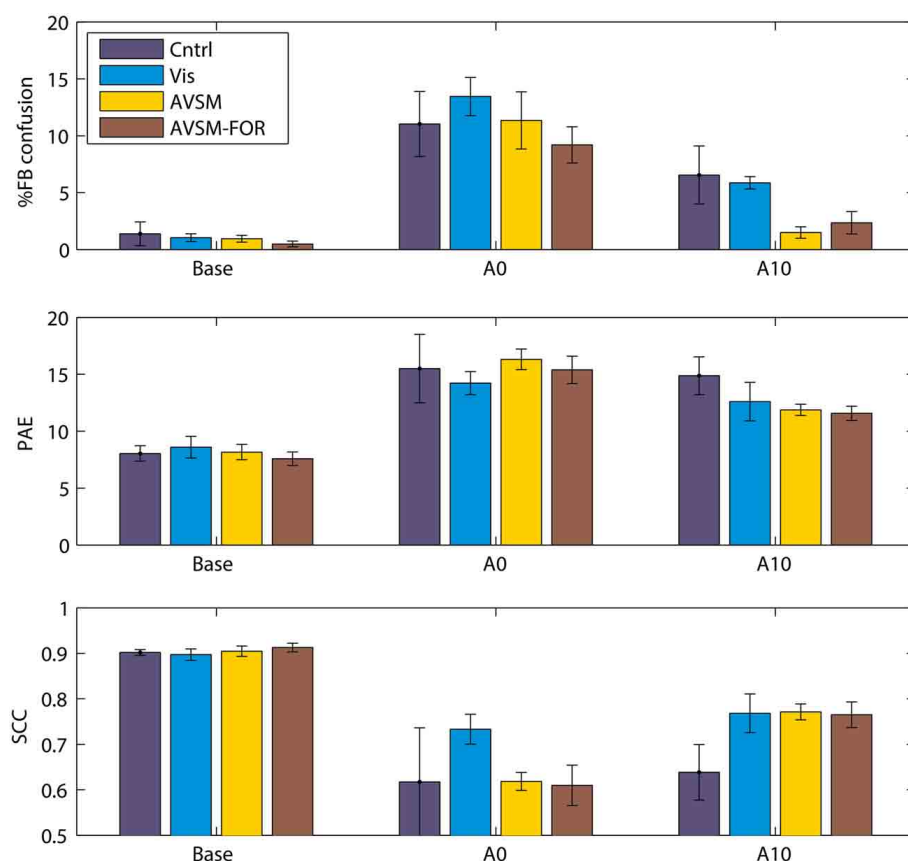 20
15
10
5
0
%FB confusion
Cntrl
Vis
AVSM
AVSM-FOR
Base
A0
A10
20
15
10
5
0
PAE
Base
A0
A10
1
0.9
0.8
0.7
0.6
0.5
SCC
Base
A0
A10